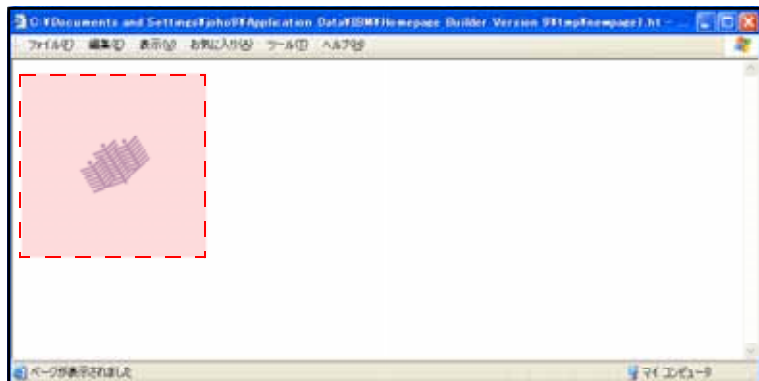 C:¥Documents and Settings¥joho9¥Application Data¥IBM¥Homepage Builder Version 9¥tmp¥newpage1.ht - ...
ファイル(F) 編集(E) 表示(V) お気に入り(A) ツール(T) ヘルプ(H)
ページが表示されました
マイ コンピュータ